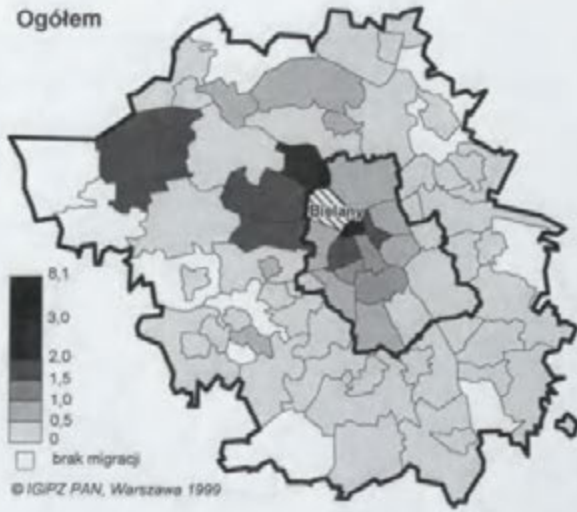 Ogółem
Bielany
8,1
3,0
2,0
1,5
1,0
0,5
0
brak migracji
© IGiPZ PAN, Warszawa 1999